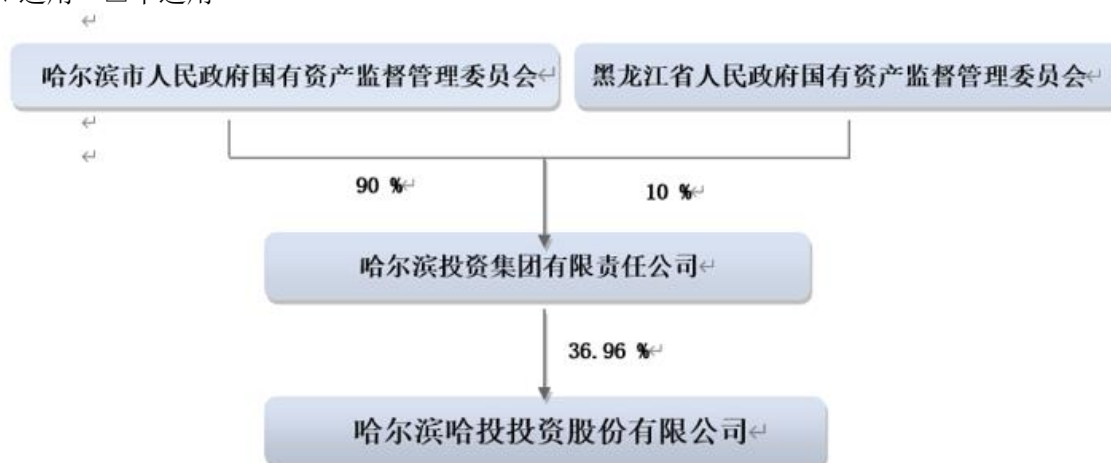 哈尔滨市人民政府国有资产监督管理委员会
黑龙江省人民政府国有资产监督管理委员会
90 %
10 %
哈尔滨投资集团有限责任公司
36.96 %
哈尔滨哈投投资股份有限公司